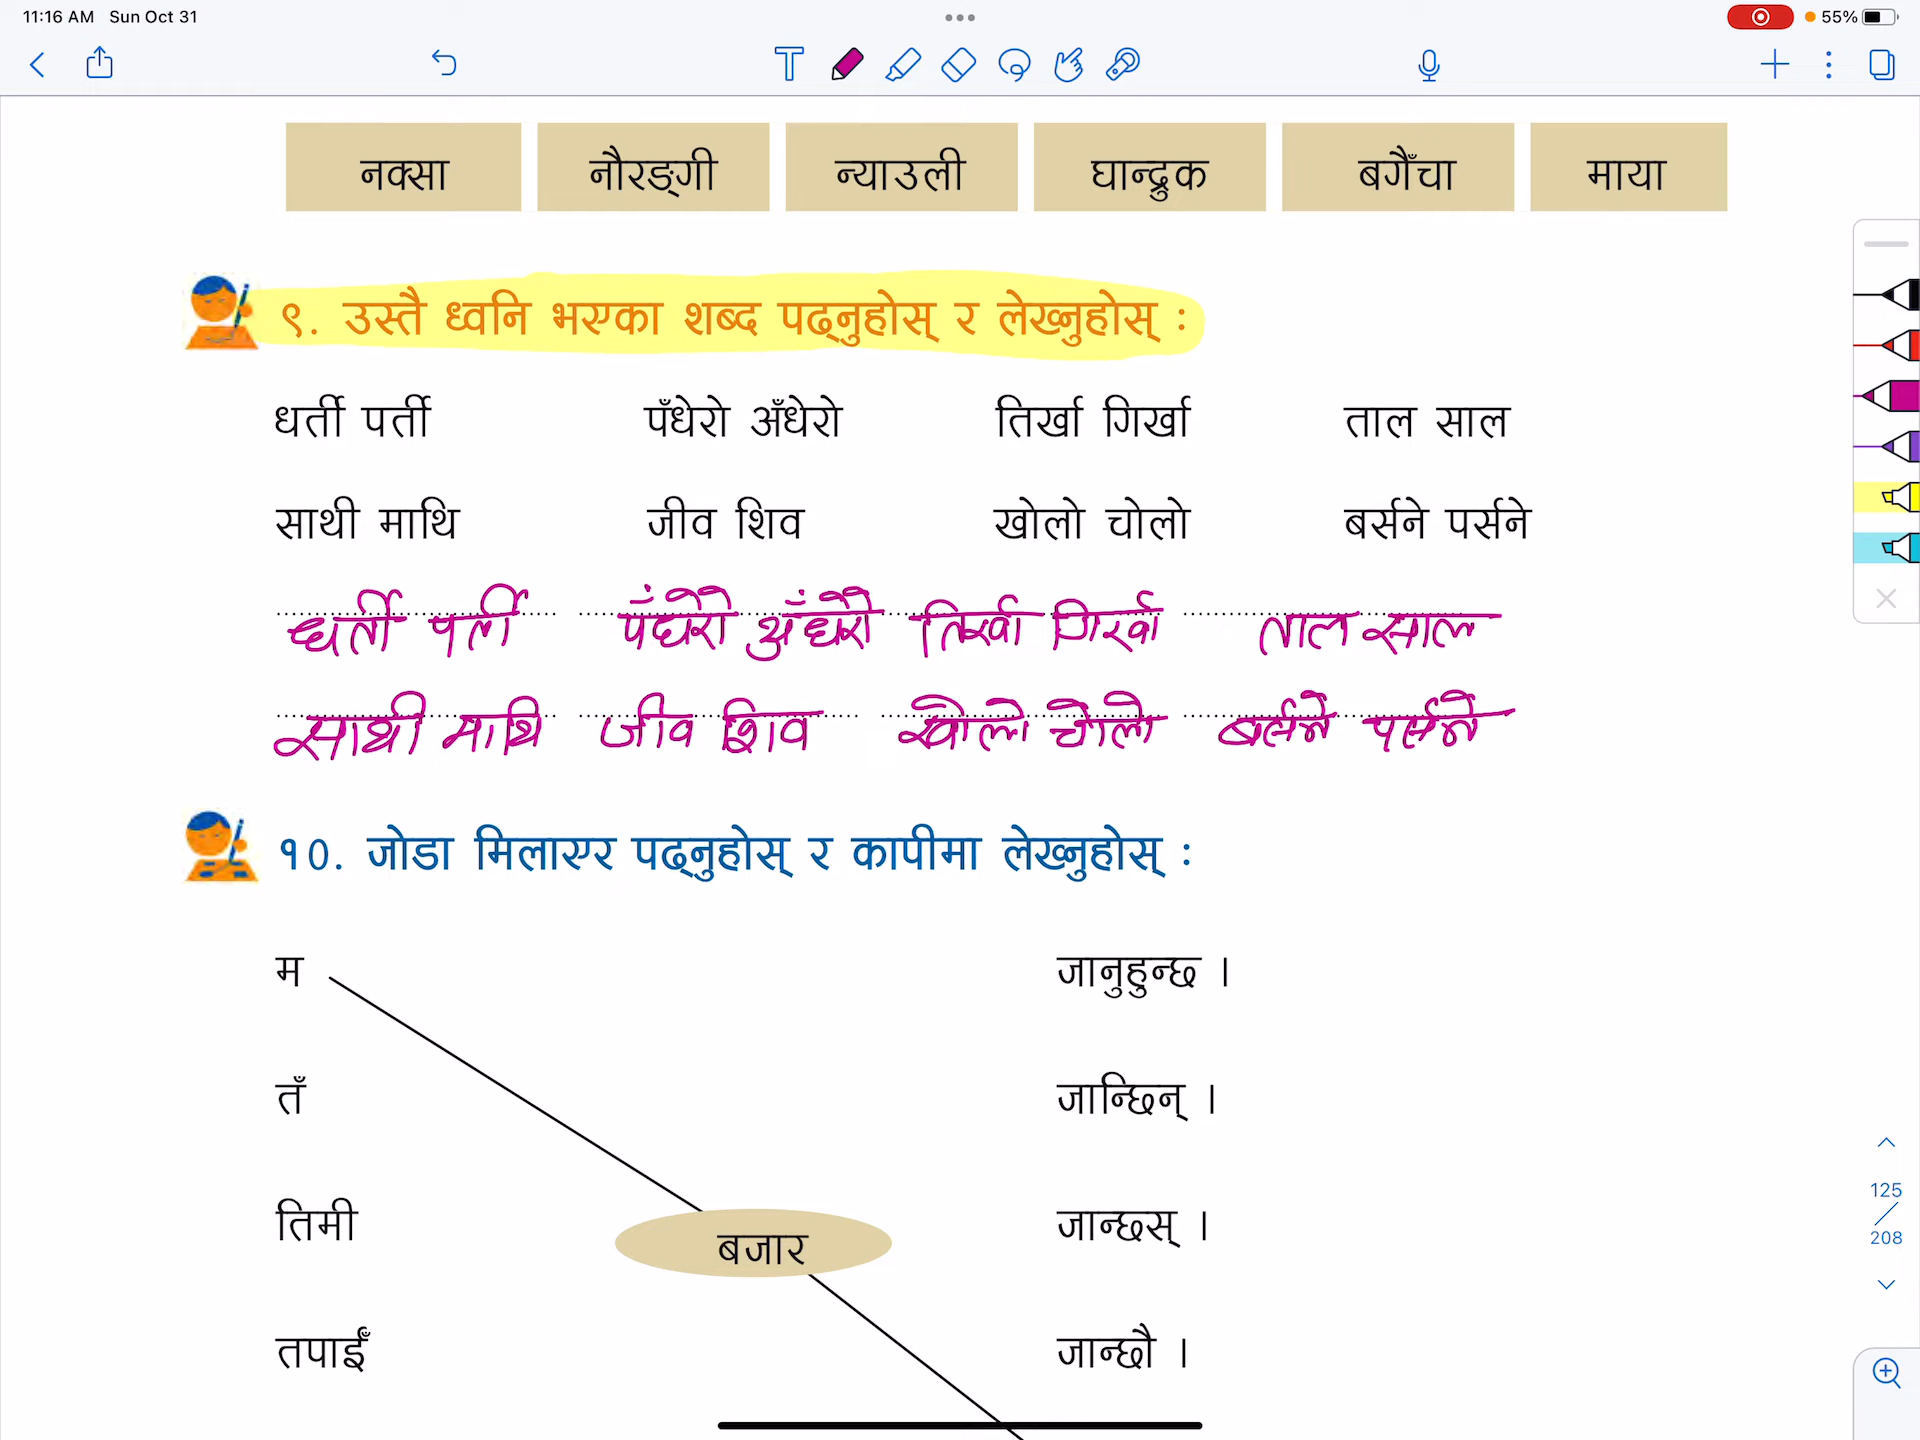 11:16 AM Sun Oct 31 55%
नक्सा नौरङ्गी न्याउली घान्द्रुक बगैँचा माया
९. उस्तै ध्वनि भएका शब्द पढ्नुहोस् र लेख्नुहोस् :
धर्ती पर्ती पँधेरो अँधेरो तिर्खा गिर्खा ताल साल
साथी माथि जीव शिव खोलो चोलो बर्सने पर्सने
धर्ती पर्ती पँधेरो अँधेरो तिर्खा गिर्खा ताल साल
साथी माथि जीव शिव खोलो चोलो बर्सने पर्सने
१०. जोडा मिलाएर पढ्नुहोस् र कापीमा लेख्नुहोस् :
म जानुहुन्छ ।
तँ जान्छिन् ।
125
तिमी जान्छस् ।
208
बजार
तपाईँ जान्छौ ।